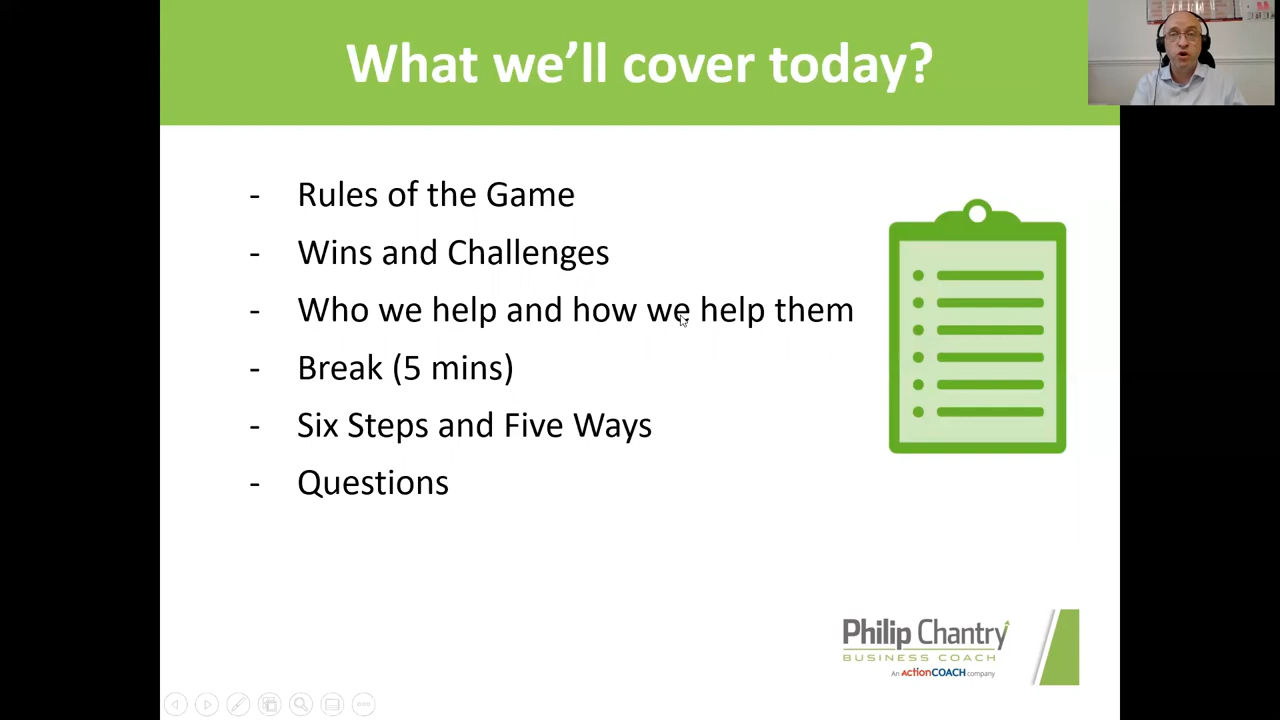 What we'll cover today?
- Rules of the Game
- Wins and Challenges
- Who we help and how we help them
- Break (5 mins)
- Six Steps and Five Ways
- Questions
Philip Chantry
BUSINESS COACH
An ActionCOACH company